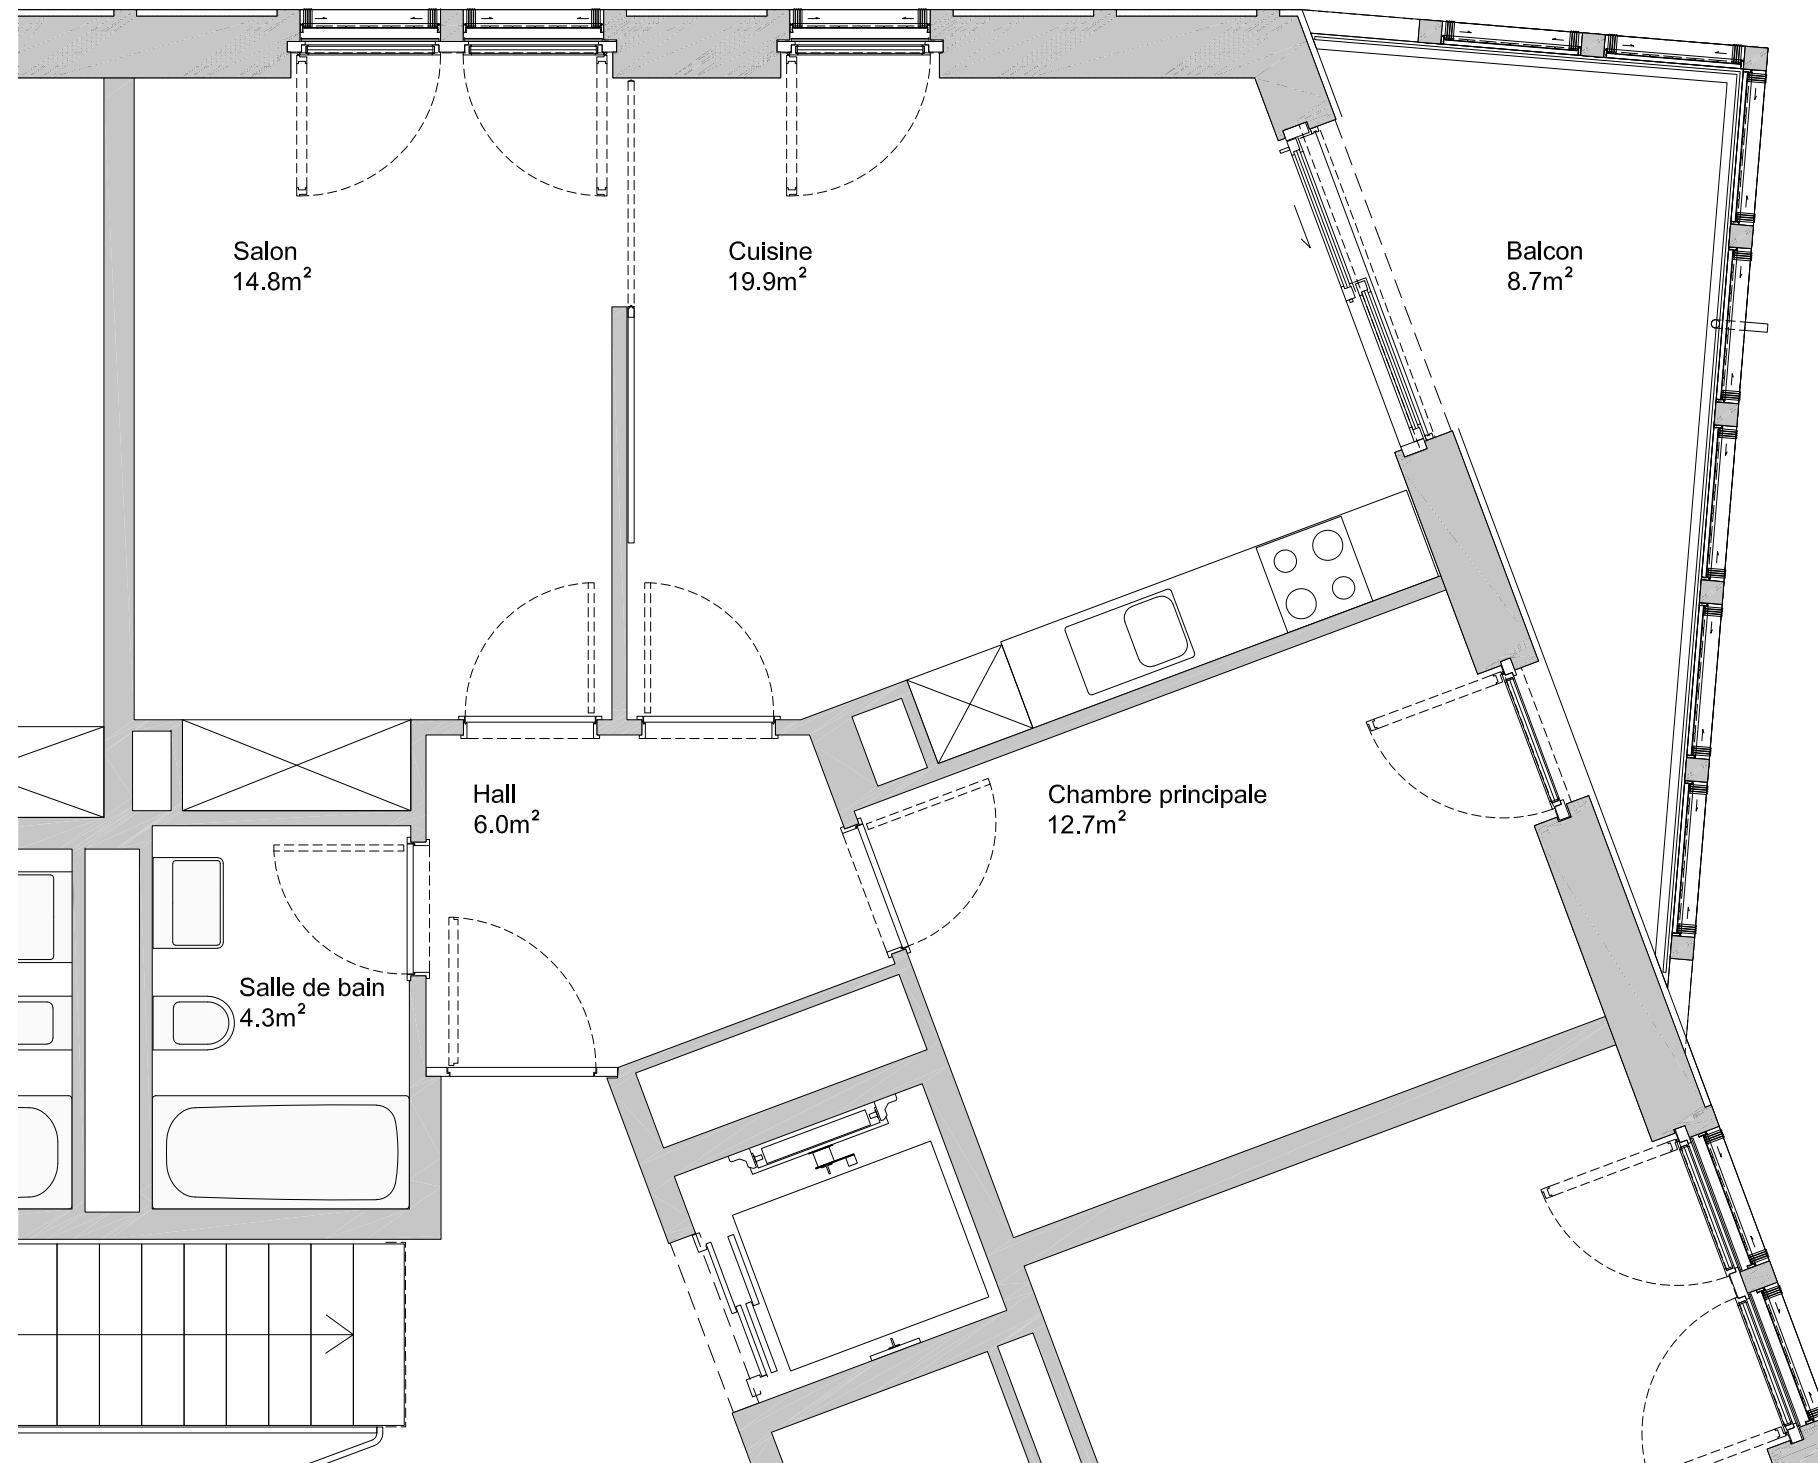 Salon
14.8m²
Cuisine
19.9m²
Balcon
8.7m²
Hall
6.0m²
Chambre principale
12.7m²
Salle de bain
4.3m²